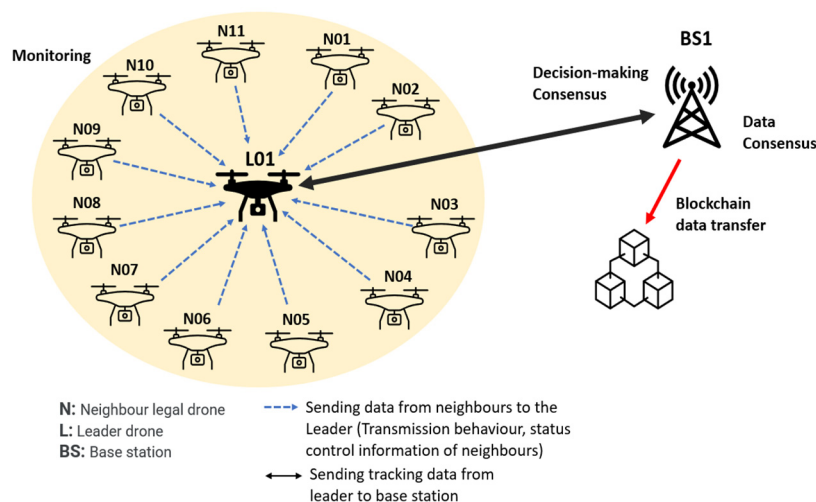 Monitoring
N11
N01
N10
N02
N09
L01
N08
N03
N07
N04
N06
N05
BS1
Decision-making
Consensus
Data
Consensus
Blockchain
data transfer
N: Neighbour legal drone
L: Leader drone
BS: Base station
Sending data from neighbours to the
Leader (Transmission behaviour, status
control information of neighbours)
Sending tracking data from
leader to base station